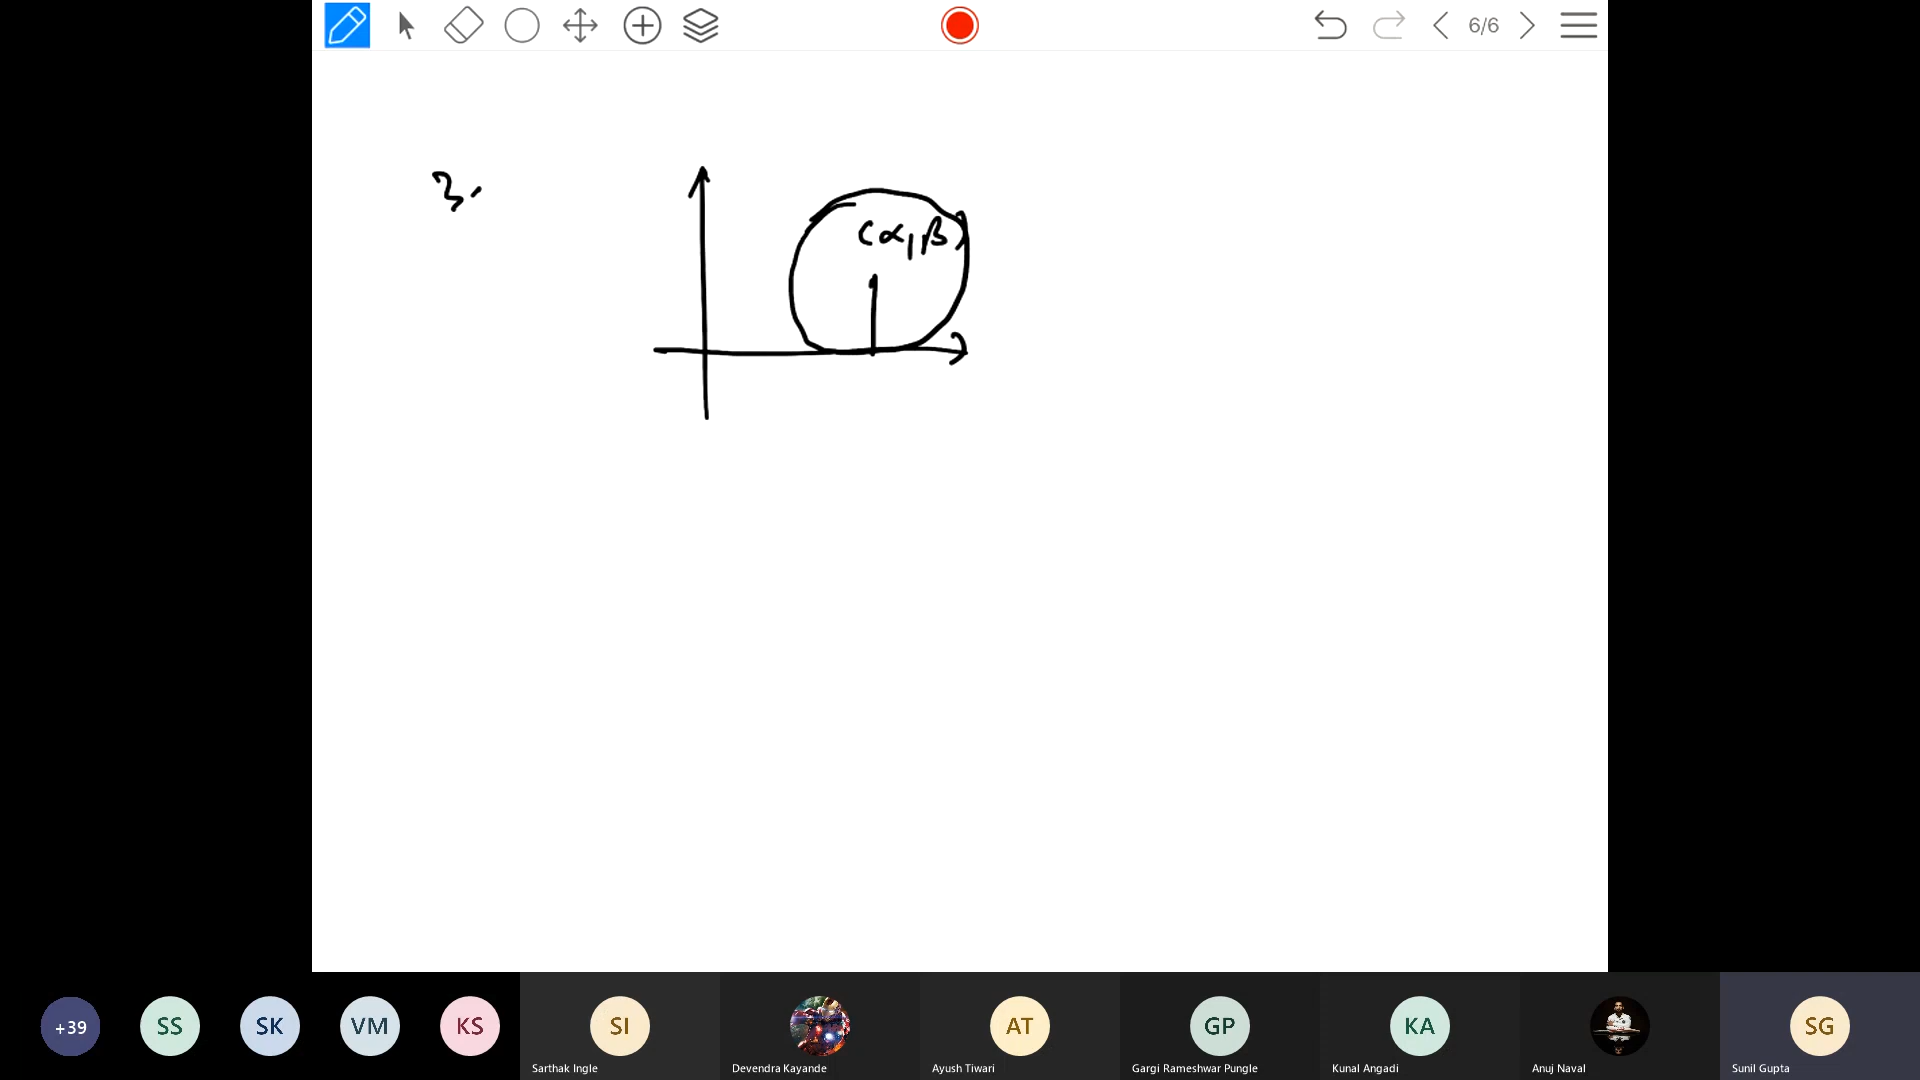 6/6
3.
(α, β)
+39
SS
SK
VM
KS
SI
AT
GP
KA
SG
Sarthak Ingle
Devendra Kayande
Ayush Tiwari
Gargi Rameshwar Pungle
Kunal Angadi
Anuj Naval
Sunil Gupta